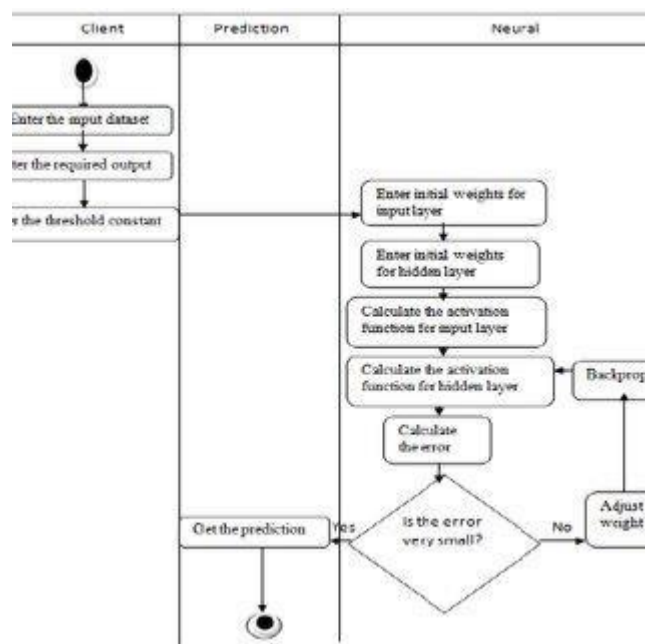 Client
Prediction
Neural
Enter the input dataset
the required output
the threshold constant
Enter initial weights for
input layer
Enter initial weights
for hidden layer
Calculate the activation
function for input layer
Calculate the activation
function for hidden layer
Backprop
Calculate
the error
Is the error
very small?
Yes
No
Get the prediction
Adjust
weight